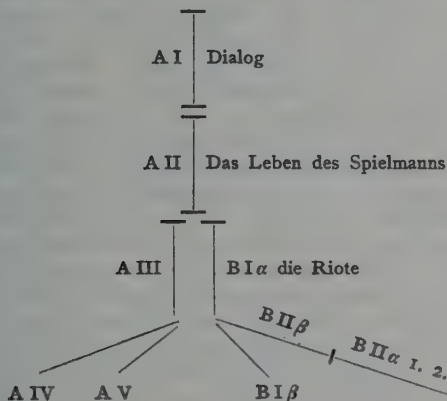 A I Dialog
A II Das Leben des Spielmanns
A III B I α die Riote
B II β
B II α 1. 2.
A IV A V B I β